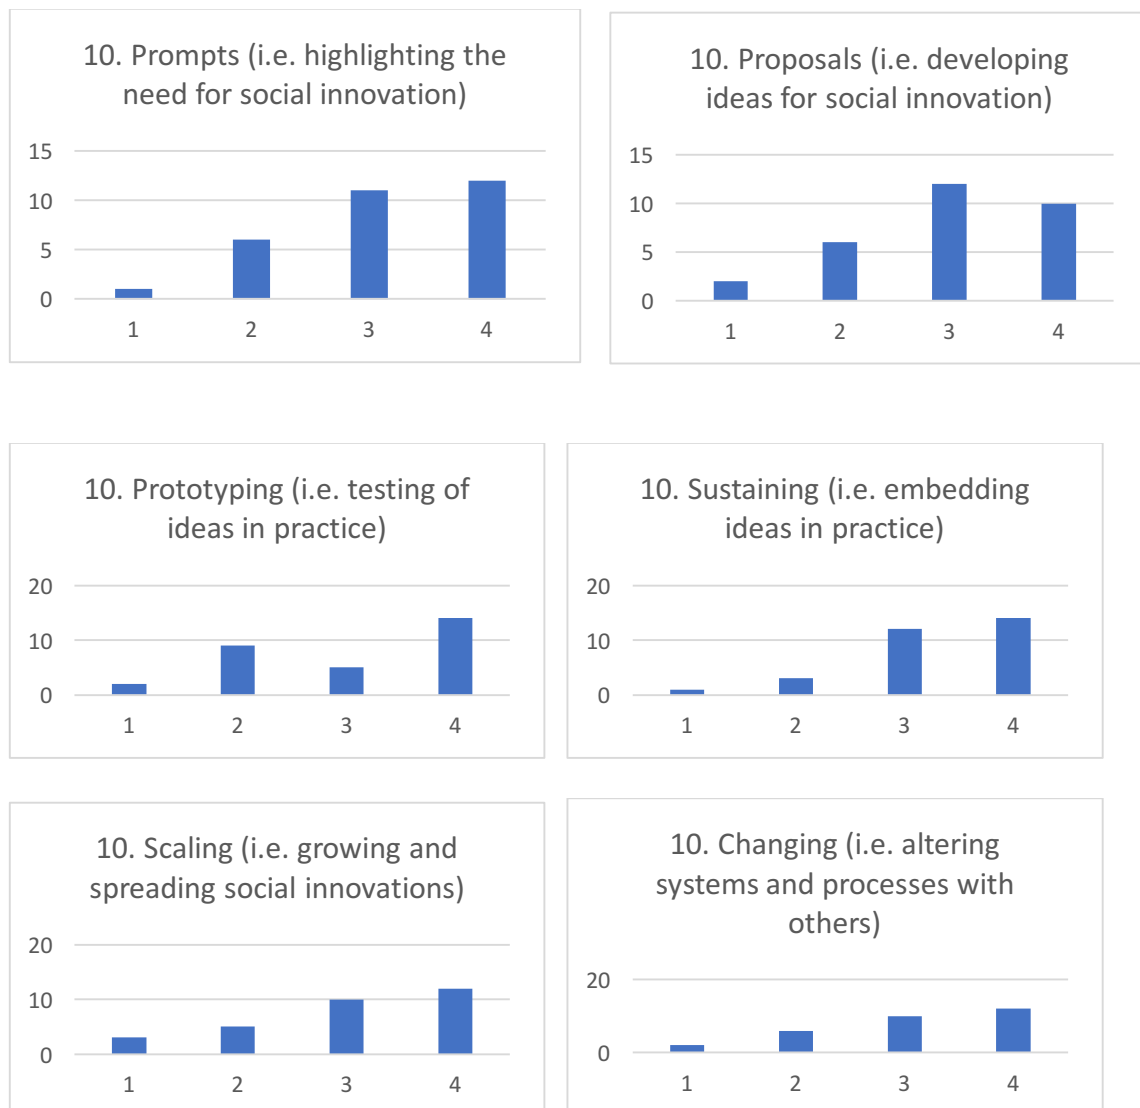 10. Prompts (i.e. highlighting the
need for social innovation)
15
10
5
0
1 2 3 4
10. Proposals (i.e. developing
ideas for social innovation)
15
10
5
0
1 2 3 4
10. Prototyping (i.e. testing of
ideas in practice)
20
10
0
1 2 3 4
10. Sustaining (i.e. embedding
ideas in practice)
20
10
0
1 2 3 4
10. Scaling (i.e. growing and
spreading social innovations)
20
10
0
1 2 3 4
10. Changing (i.e. altering
systems and processes with
others)
20
0
1 2 3 4